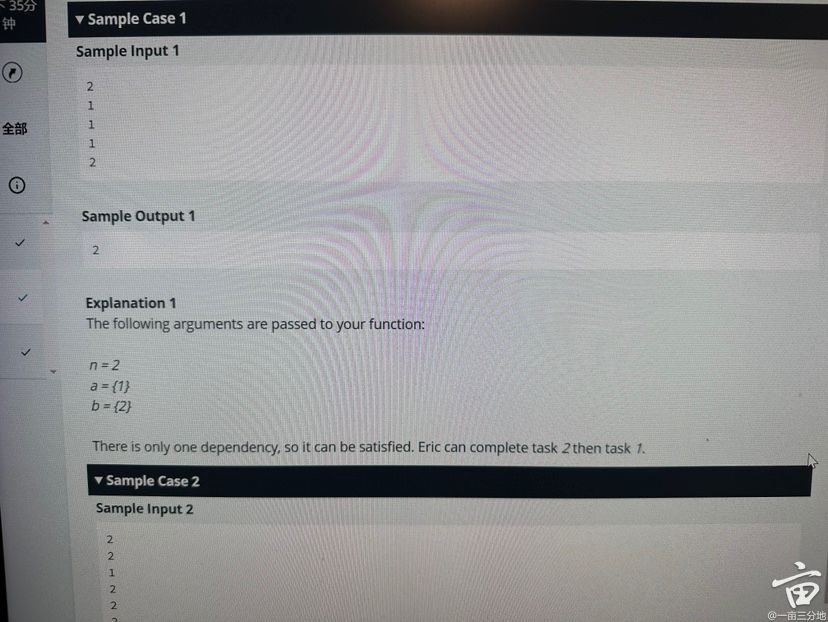 35分
钟
全部
▼ Sample Case 1
Sample Input 1
2
1
1
1
2
Sample Output 1
2
Explanation 1
The following arguments are passed to your function:
n = 2
a = {1}
b = {2}
There is only one dependency, so it can be satisfied. Eric can complete task 2 then task 1.
▼ Sample Case 2
Sample Input 2
2
2
1
2
2
亩
@一亩三分地